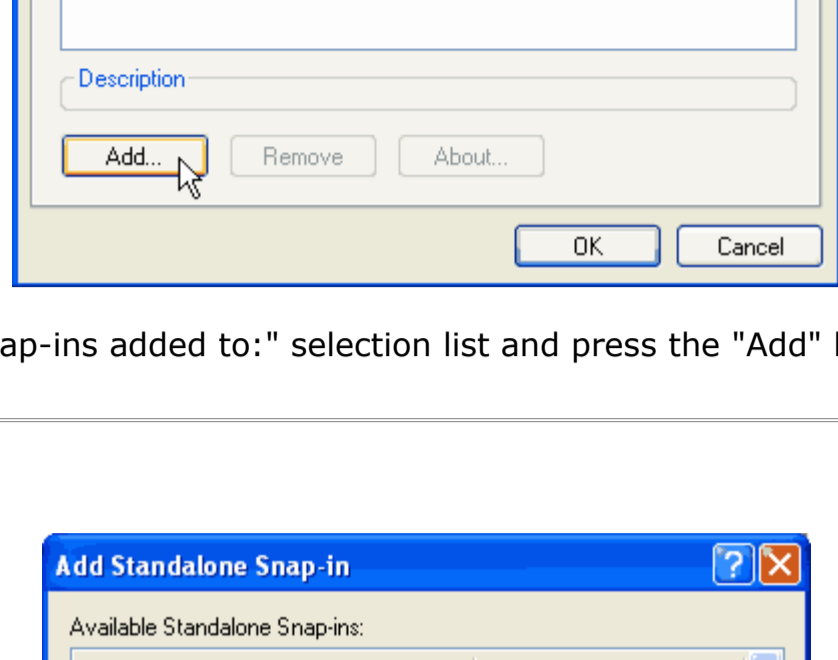 Description
Add... Remove About...
OK Cancel
ap-ins added to:" selection list and press the "Add"
Add Standalone Snap-in
Available Standalone Snap-ins: